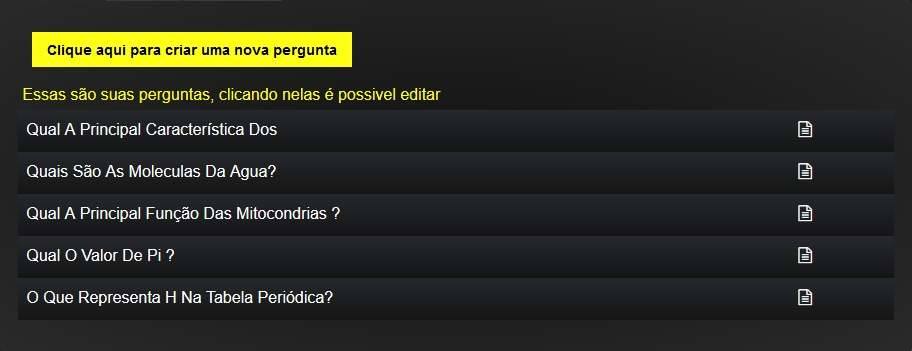 Clique aqui para criar uma nova pergunta
Essas são suas perguntas, clicando nelas é possivel editar
Qual A Principal Característica Dos
Quais São As Moleculas Da Agua?
Qual A Principal Função Das Mitocondrias ?
Qual O Valor De Pi ?
O Que Representa H Na Tabela Periódica?